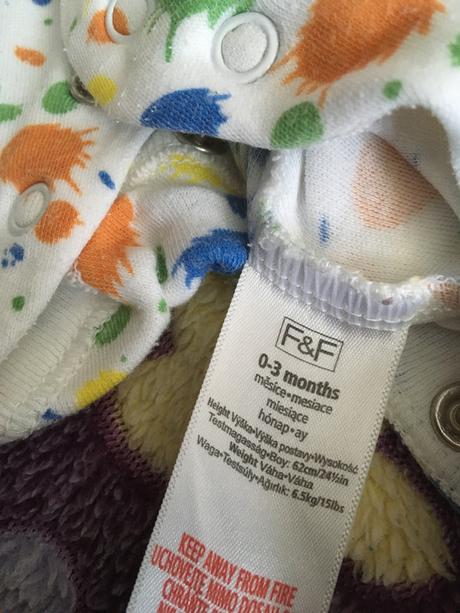 F&F
0-3 months
měsíce•mesiace
miesiące
hónap•ay
Height Výška•Výška postavy•Wysokość
Testmagasság•Boy: 62cm/24½in
Weight Váha•Váha
Waga•Testsúly•Ağırlık: 6.5kg/15lbs
KEEP AWAY FROM FIRE
UCHOVEJTE MIMO DOSAH
CHRÁNTE